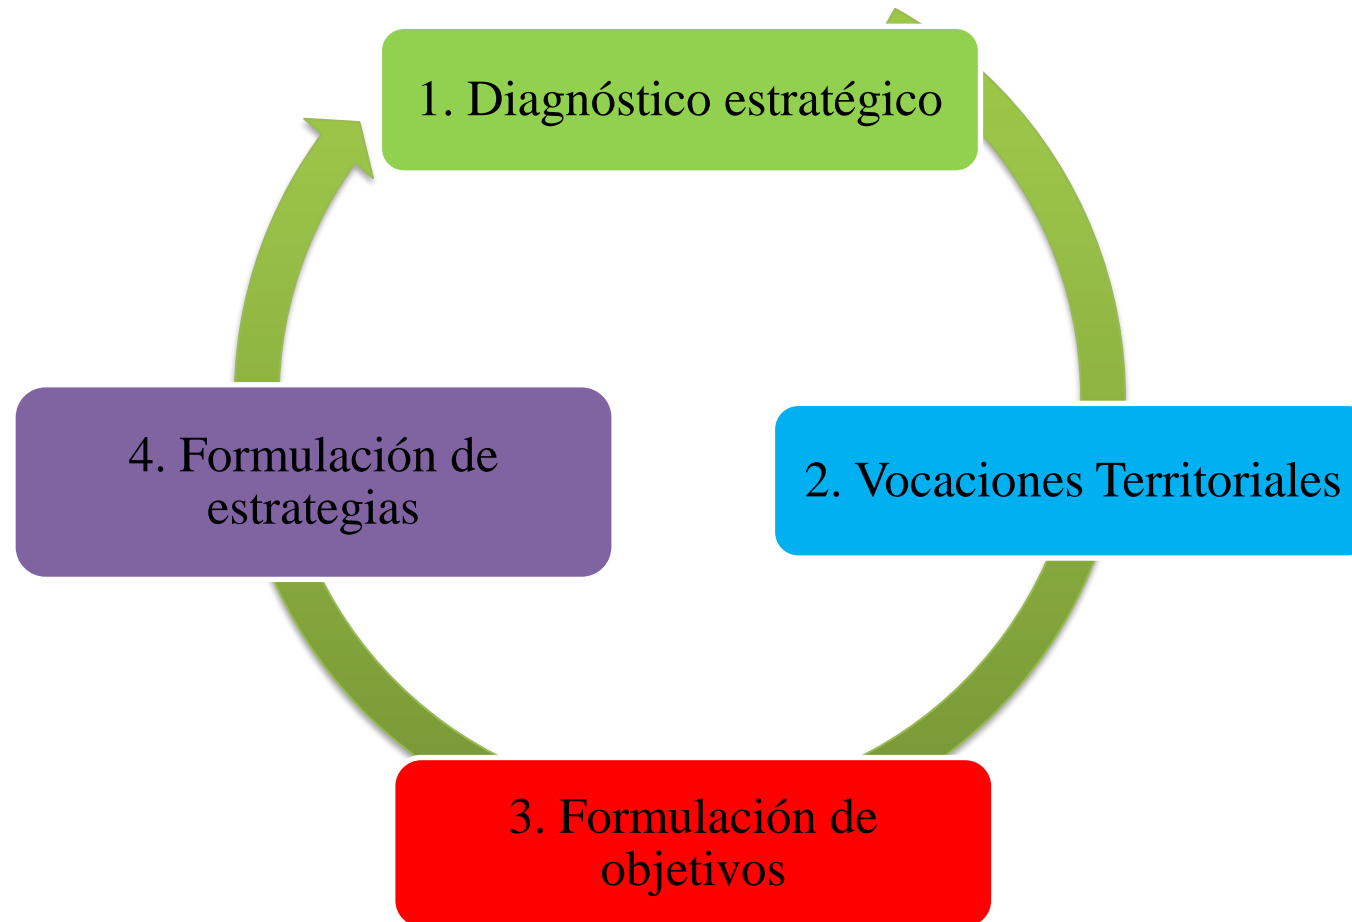 1. Diagnóstico estratégico
2. Vocaciones Territoriales
3. Formulación de
objetivos
4. Formulación de
estrategias